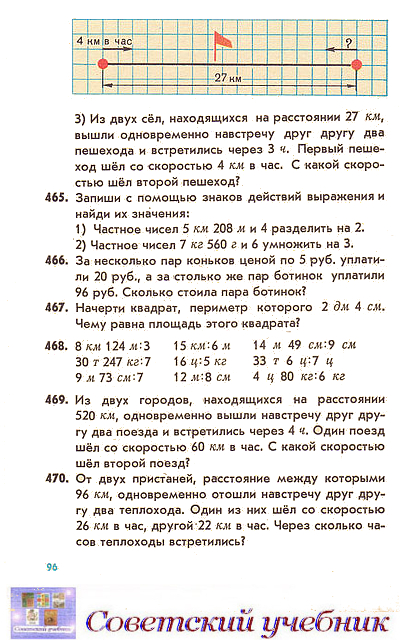 4 км в час
?
27 км
3) Из двух сёл, находящихся на расстоянии 27 км,
вышли одновременно навстречу друг другу два
пешехода и встретились через 3 ч. Первый пеше-
ход шёл со скоростью 4 км в час. С какой скоро-
стью шёл второй пешеход?
465. Запиши с помощью знаков действий выражения и
найди их значения:
1) Частное чисел 5 км 208 м и 4 разделить на 2.
2) Частное чисел 7 кг 560 г и 6 умножить на 3.
466. За несколько пар коньков ценой по 5 руб. уплати-
ли 20 руб., а за столько же пар ботинок уплатили
96 руб. Сколько стоила пара ботинок?
467. Начерти квадрат, периметр которого 2 дм 4 см.
Чему равна площадь этого квадрата?
468. 8 км 124 м:3 15 км:6 м 14 м 49 см:9 см
30 т 247 кг:7 16 ц:5 кг 33 т 6 ц:7 ц
9 м 73 см:7 12 м:8 см 4 ц 80 кг:6 кг
469. Из двух городов, находящихся на расстоянии
520 км, одновременно вышли навстречу друг дру-
гу два поезда и встретились через 4 ч. Один поезд
шёл со скоростью 60 км в час. С какой скоростью
шёл второй поезд?
470. От двух пристаней, расстояние между которыми
96 км, одновременно отошли навстречу друг дру-
гу два теплохода. Один из них шёл со скоростью
26 км в час, другой 22 км в час. Через сколько ча-
сов теплоходы встретились?
96
Советский учебник